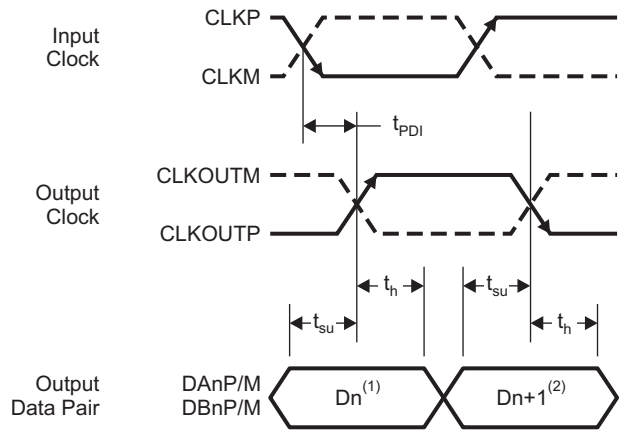 Input
Clock
CLKP
CLKM
t_PDI
Output
Clock
CLKOUTM
CLKOUTP
t_su
t_h
t_su
t_h
Output
Data Pair
DAnP/M
DBnP/M
Dn(1)
Dn+1(2)